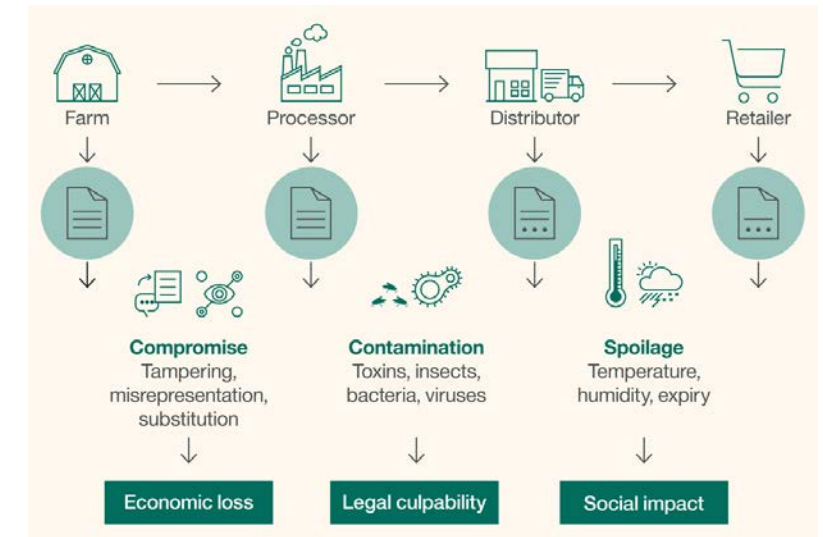 Farm
Processor
Distributor
Retailer
Compromise
Tampering,
misrepresentation,
substitution
Contamination
Toxins, insects,
bacteria, viruses
Spoilage
Temperature,
humidity, expiry
Economic loss
Legal culpability
Social impact